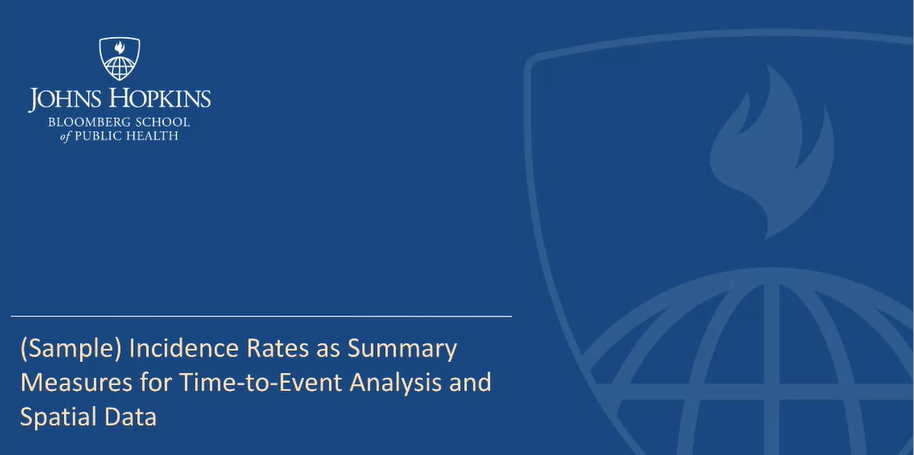 JOHNS HOPKINS
BLOOMBERG SCHOOL
of PUBLIC HEALTH
(Sample) Incidence Rates as Summary
Measures for Time-to-Event Analysis and
Spatial Data